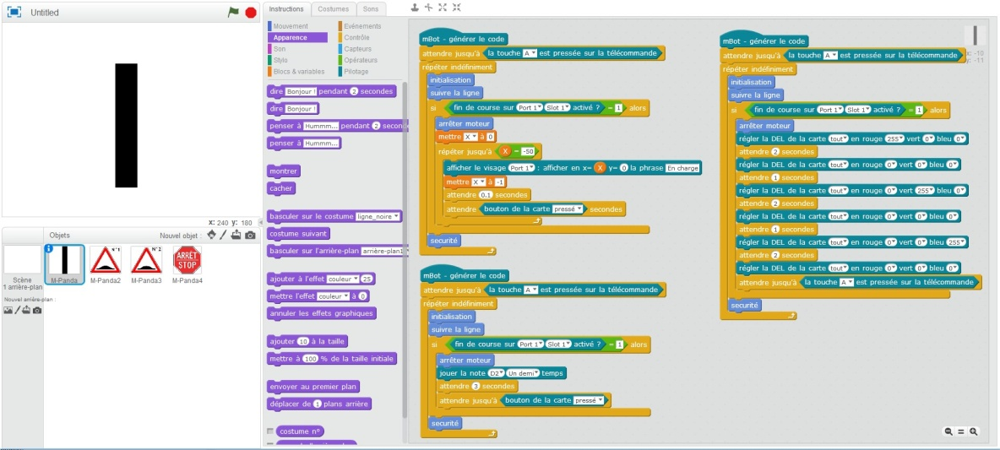 Untitled
x: 240 y: 180
Objets
Nouvel objet :
Scène
1 arrière-plan
Nouvel arrière-plan :
M-Panda
N°1
M-Panda2
N°2
M-Panda3
ARRÊT
STOP
M-Panda4
Instructions Costumes Sons
Mouvement Evénements
Apparence Contrôle
Son Capteurs
Stylo Opérateurs
Blocs & variables Pilotage
dire Bonjour ! pendant 2 secondes
dire Bonjour !
penser à Hummm... pendant 2 second
penser à Hummm...
montrer
cacher
basculer sur le costume ligne_noire
costume suivant
basculer sur l'arrière-plan arrière-plan1
ajouter à l'effet couleur 25
mettre l'effet couleur à 0
annuler les effets graphiques
ajouter 10 à la taille
mettre à 100 % de la taille initiale
envoyer au premier plan
déplacer de 1 plans arrière
costume n°
mBot - générer le code
attendre jusqu'à la touche A est pressée sur la télécommande
répéter indéfiniment
initialisation
suivre la ligne
si fin de course sur Port 1 Slot 1 activé ? = 1 alors
arrêter moteur
mettre X à 0
répéter jusqu'à X = -50
afficher le visage Port 1 : afficher en x= X y= 0 la phrase En charge
mettre X à -1
attendre 0.1 secondes
attendre bouton de la carte pressé secondes
securité
mBot - générer le code
attendre jusqu'à la touche A est pressée sur la télécommande
répéter indéfiniment
initialisation
suivre la ligne
si fin de course sur Port 1 Slot 1 activé ? = 1 alors
arrêter moteur
jouer la note D2 Un demi temps
attendre 3 secondes
attendre jusqu'à bouton de la carte pressé
securité
mBot - générer le code
attendre jusqu'à la touche A est pressée sur la télécommande
répéter indéfiniment
initialisation
suivre la ligne
si fin de course sur Port 1 Slot 1 activé ? = 1 alors
arrêter moteur
régler la DEL de la carte tout en rouge 255 vert 0 bleu 0
attendre 2 secondes
régler la DEL de la carte tout en rouge 0 vert 0 bleu 0
attendre 1 secondes
régler la DEL de la carte tout en rouge 0 vert 255 bleu 0
attendre 2 secondes
régler la DEL de la carte tout en rouge 0 vert 0 bleu 0
attendre 1 secondes
régler la DEL de la carte tout en rouge 0 vert 0 bleu 255
attendre 2 secondes
régler la DEL de la carte tout en rouge 0 vert 0 bleu 0
attendre jusqu'à la touche A est pressée sur la télécommande
securité
x: -10
y: -11